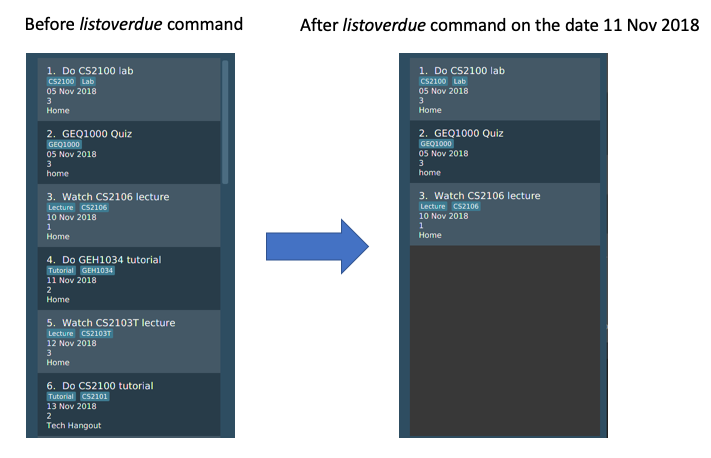 Before listoverdue command
After listoverdue command on the date 11 Nov 2018
1. Do CS2100 lab
CS2100 Lab
05 Nov 2018
3
Home
2. GEQ1000 Quiz
GEQ1000
05 Nov 2018
3
home
3. Watch CS2106 lecture
Lecture CS2106
10 Nov 2018
1
Home
4. Do GEH1034 tutorial
Tutorial GEH1034
11 Nov 2018
2
Home
5. Watch CS2103T lecture
Lecture CS2103T
12 Nov 2018
3
Home
6. Do CS2100 tutorial
Tutorial CS2101
13 Nov 2018
2
Tech Hangout
1. Do CS2100 lab
CS2100 Lab
05 Nov 2018
3
Home
2. GEQ1000 Quiz
GEQ1000
05 Nov 2018
3
home
3. Watch CS2106 lecture
Lecture CS2106
10 Nov 2018
1
Home